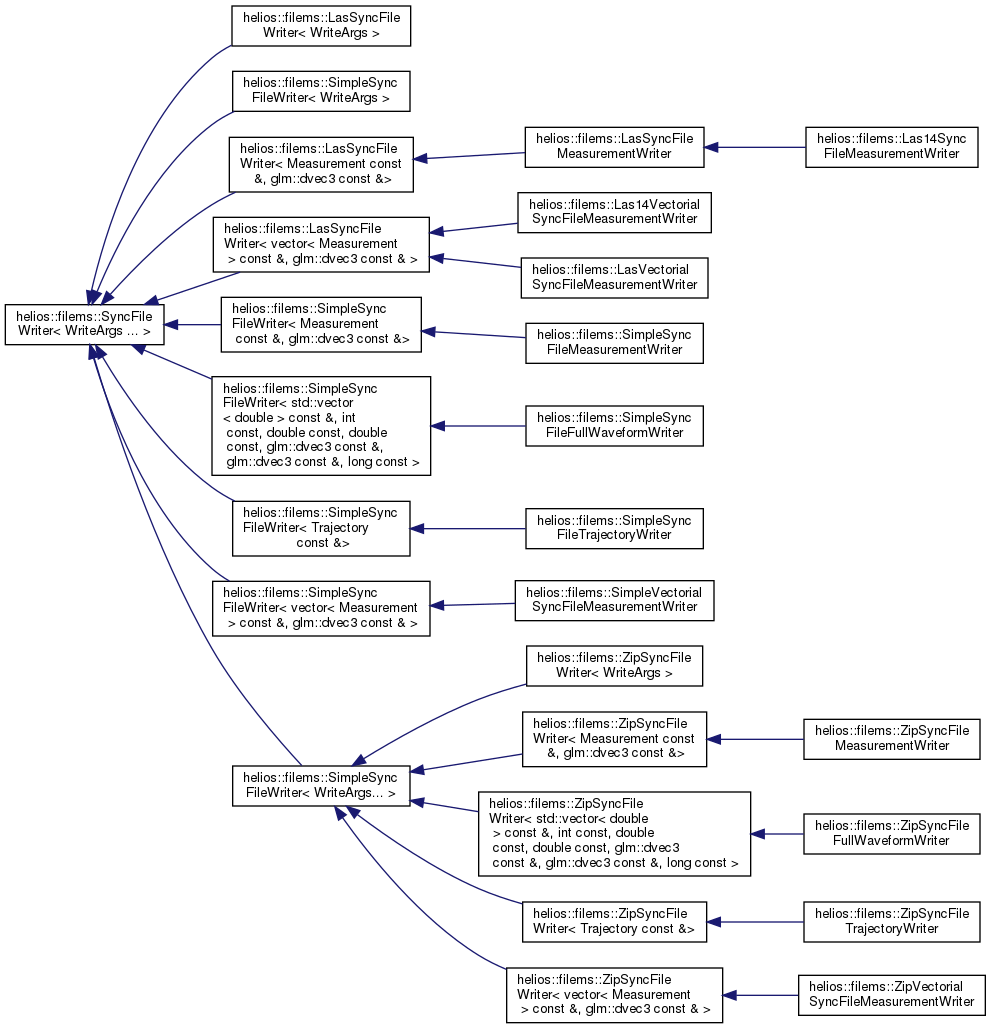 helios::filems::LasSyncFile
Writer< WriteArgs >
helios::filems::SimpleSync
FileWriter< WriteArgs >
helios::filems::LasSyncFile
Writer< Measurement const
&, glm::dvec3 const &>
helios::filems::LasSyncFile
MeasurementWriter
helios::filems::Las14Sync
FileMeasurementWriter
helios::filems::LasSyncFile
Writer< vector< Measurement
> const &, glm::dvec3 const & >
helios::filems::Las14Vectorial
SyncFileMeasurementWriter
helios::filems::LasVectorial
SyncFileMeasurementWriter
helios::filems::SyncFile
Writer< WriteArgs ... >
helios::filems::SimpleSync
FileWriter< Measurement
const &, glm::dvec3 const &>
helios::filems::SimpleSync
FileMeasurementWriter
helios::filems::SimpleSync
FileWriter< std::vector
< double > const &, int
const, double const, double
const, glm::dvec3 const &,
glm::dvec3 const &, long const >
helios::filems::SimpleSync
FileFullWaveformWriter
helios::filems::SimpleSync
FileWriter< Trajectory
const &>
helios::filems::SimpleSync
FileTrajectoryWriter
helios::filems::SimpleSync
FileWriter< vector< Measurement
> const &, glm::dvec3 const & >
helios::filems::SimpleVectorial
SyncFileMeasurementWriter
helios::filems::ZipSyncFile
Writer< WriteArgs >
helios::filems::ZipSyncFile
Writer< Measurement const
&, glm::dvec3 const &>
helios::filems::ZipSyncFile
MeasurementWriter
helios::filems::SimpleSync
FileWriter< WriteArgs... >
helios::filems::ZipSyncFile
Writer< std::vector< double
> const &, int const, double
const, double const, glm::dvec3
const &, glm::dvec3 const &, long const >
helios::filems::ZipSyncFile
FullWaveformWriter
helios::filems::ZipSyncFile
Writer< Trajectory const &>
helios::filems::ZipSyncFile
TrajectoryWriter
helios::filems::ZipSyncFile
Writer< vector< Measurement
> const &, glm::dvec3 const & >
helios::filems::ZipVectorial
SyncFileMeasurementWriter